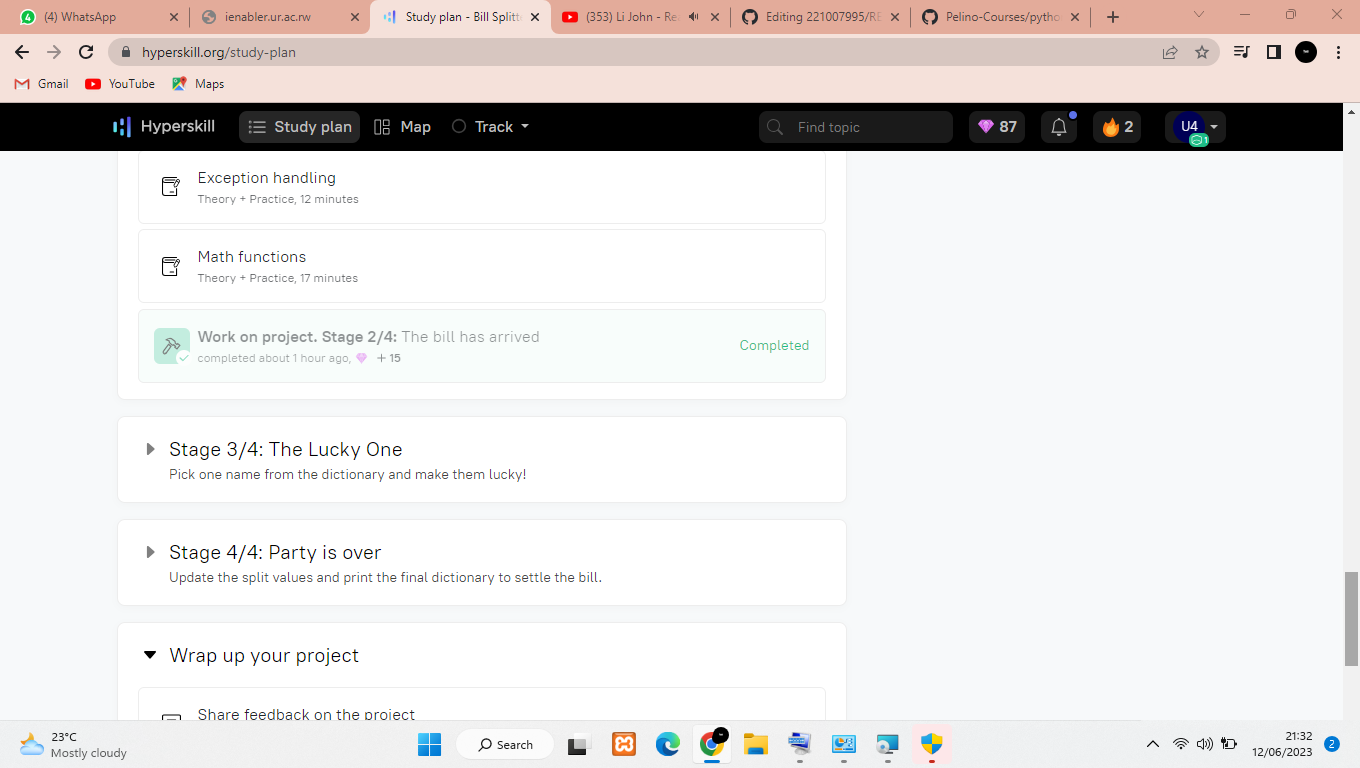 (4) WhatsApp
ienabler.ur.ac.rw
Study plan - Bill Splitt
(353) Li John - Re
Editing 221007995/RE
Pelino-Courses/pytho
hyperskill.org/study-plan
Gmail
YouTube
Maps
Hyperskill
Study plan
Map
Track
Find topic
87
2
U4
1
Exception handling
Theory + Practice, 12 minutes
Math functions
Theory + Practice, 17 minutes
Work on project. Stage 2/4: The bill has arrived
completed about 1 hour ago, + 15
Completed
Stage 3/4: The Lucky One
Pick one name from the dictionary and make them lucky!
Stage 4/4: Party is over
Update the split values and print the final dictionary to settle the bill.
Wrap up your project
Share feedback on the project
23°C
Mostly cloudy
Search
21:32
12/06/2023
2